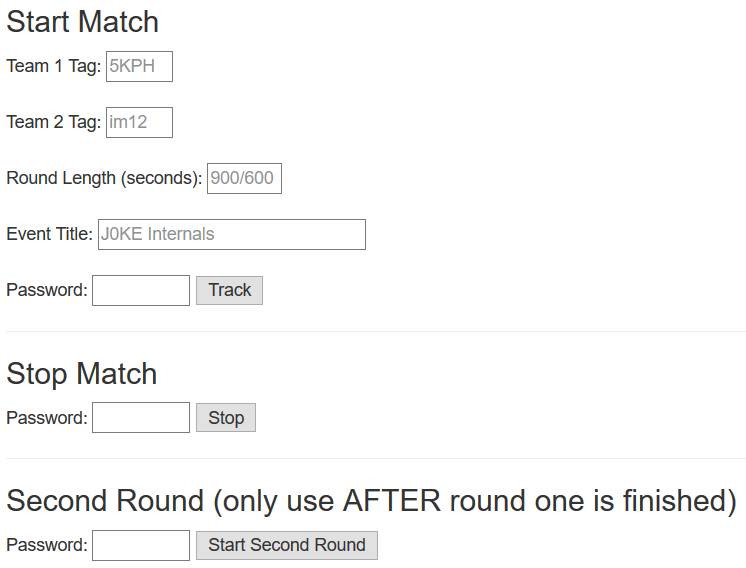 Start Match
Team 1 Tag: 5KPH
Team 2 Tag: im12
Round Length (seconds): 900/600
Event Title: J0KE Internals
Password: Track
Stop Match
Password: Stop
Second Round (only use AFTER round one is finished)
Password: Start Second Round